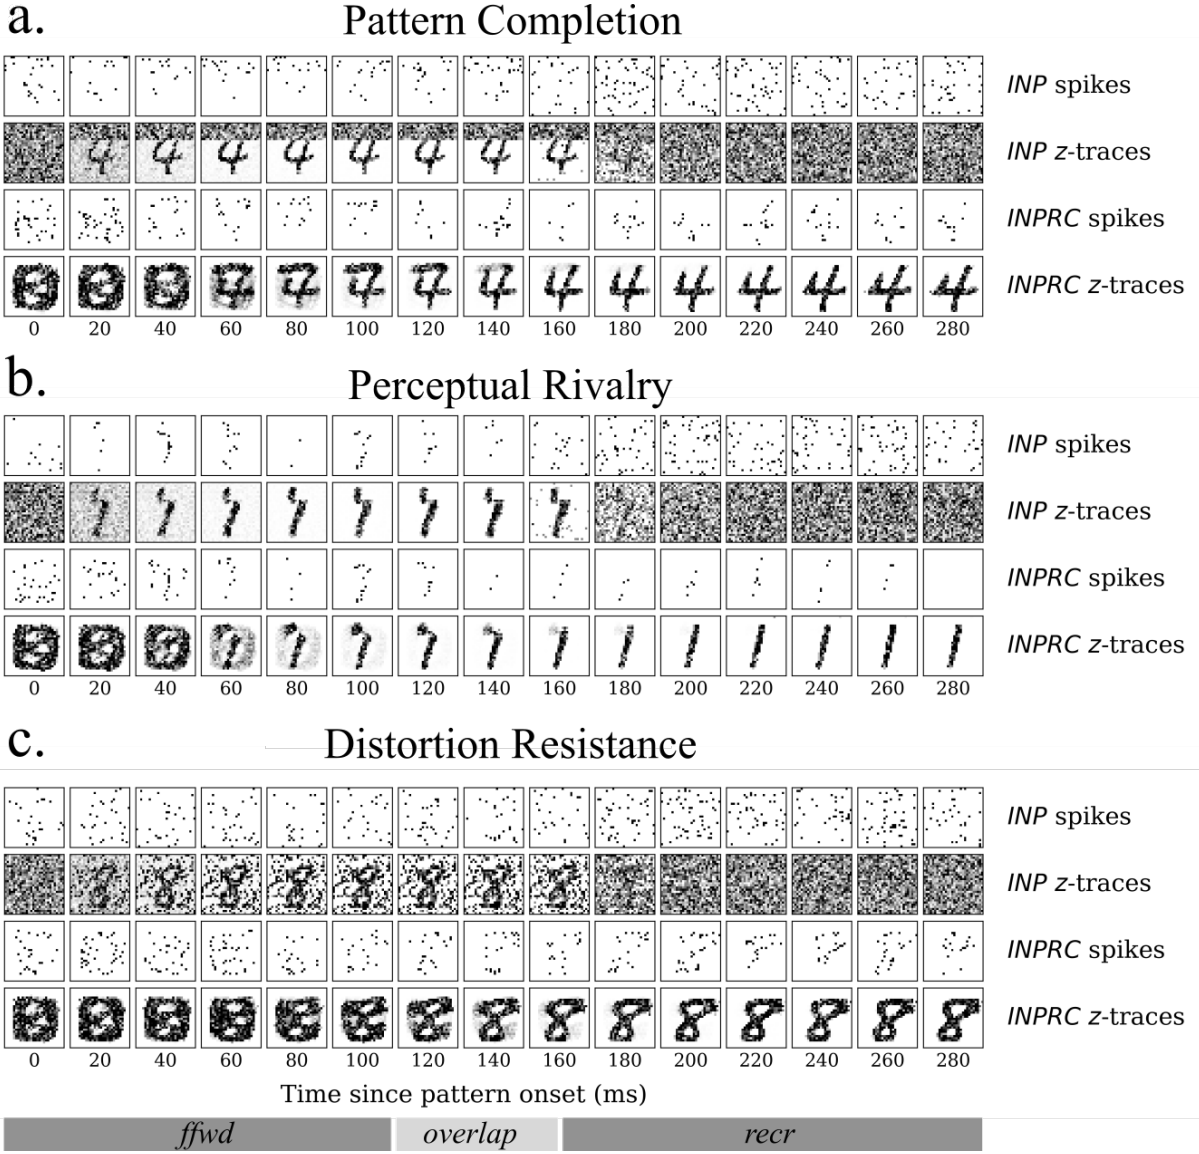 a. Pattern Completion
INP spikes
INP z-traces
INPRC spikes
INPRC z-traces
0 20 40 60 80 100 120 140 160 180 200 220 240 260 280
b. Perceptual Rivalry
INP spikes
INP z-traces
INPRC spikes
INPRC z-traces
0 20 40 60 80 100 120 140 160 180 200 220 240 260 280
c. Distortion Resistance
INP spikes
INP z-traces
INPRC spikes
INPRC z-traces
0 20 40 60 80 100 120 140 160 180 200 220 240 260 280
Time since pattern onset (ms)
ffwd overlap recr